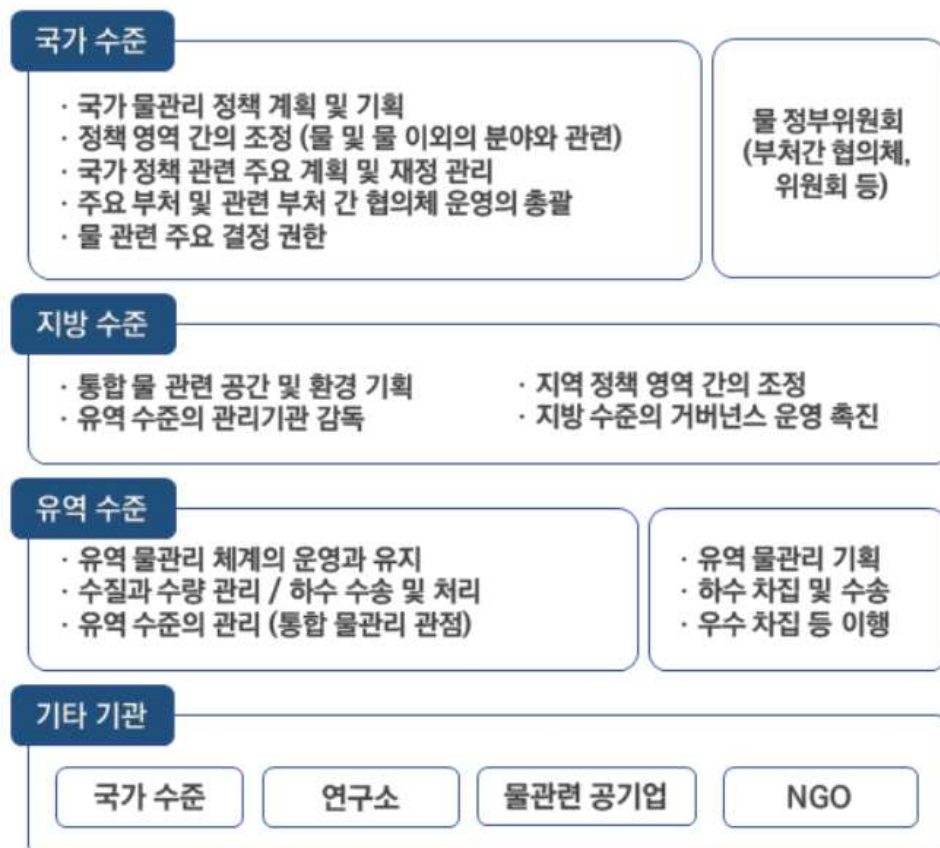 국가 수준
· 국가 물관리 정책 계획 및 기획
· 정책 영역 간의 조정 (물 및 물 이외의 분야와 관련)
· 국가 정책 관련 주요 계획 및 재정 관리
· 주요 부처 및 관련 부처 간 협의체 운영의 총괄
· 물 관련 주요 결정 권한
물 정부위원회
(부처간 협의체,
위원회 등)
지방 수준
· 통합 물 관련 공간 및 환경 기획
· 유역 수준의 관리기관 감독
· 지역 정책 영역 간의 조정
· 지방 수준의 거버넌스 운영 촉진
유역 수준
· 유역 물관리 체계의 운영과 유지
· 수질과 수량 관리 / 하수 수송 및 처리
· 유역 수준의 관리 (통합 물관리 관점)
· 유역 물관리 기획
· 하수 차집 및 수송
· 우수 차집 등 이행
기타 기관
국가 수준
연구소
물관련 공기업
NGO